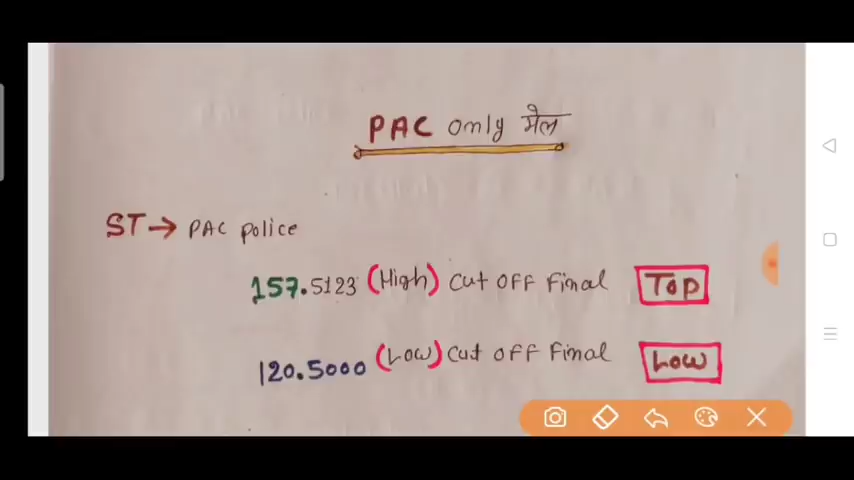 PAC only मेल
ST → PAC police
157.5123 (High) Cut OFF Final Top
120.5000 (Low) Cut OFF Final Low